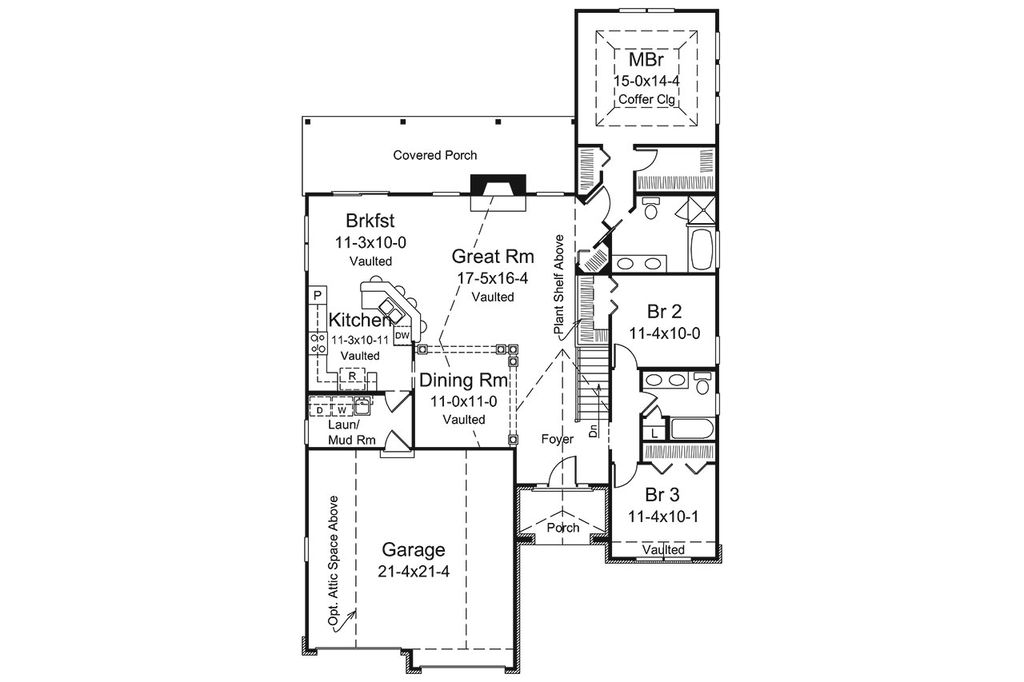 MBr
15-0x14-4
Coffer Clg
Covered Porch
Brkfst
11-3x10-0
Vaulted
Great Rm
17-5x16-4
Vaulted
Plant Shelf Above
P
Kitchen
11-3x10-11
Vaulted
DW
R
Br 2
11-4x10-0
Dining Rm
11-0x11-0
Vaulted
D W
Laun/
Mud Rm
Foyer
Dn
L
Br 3
11-4x10-1
Vaulted
Porch
Opt. Attic Space Above
Garage
21-4x21-4